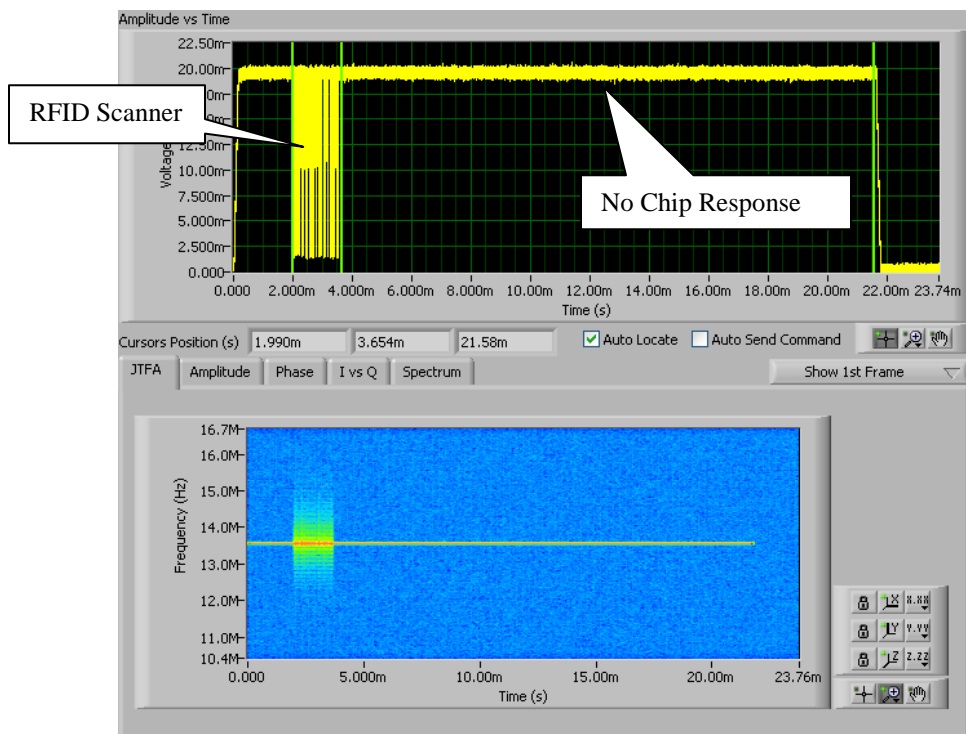 Amplitude vs Time
22.50m
20.00m
RFID Scanner
12.50m
10.00m
7.500m
5.000m
2.500m
0.000
Voltage
No Chip Response
0.000 2.000m 4.000m 6.000m 8.000m 10.00m 12.00m 14.00m 16.00m 18.00m 20.00m 22.00m 23.74m
Time (s)
Cursors Position (s) 1.990m 3.654m 21.58m Auto Locate Auto Send Command
JTFA Amplitude Phase I vs Q Spectrum Show 1st Frame
16.7M
16.0M
15.0M
14.0M
13.0M
12.0M
11.0M
10.4M
Frequency (Hz)
0.000 5.000m 10.00m 15.00m 20.00m 23.76m
Time (s)
X X.XX
Y Y.YY
Z Z.ZZ